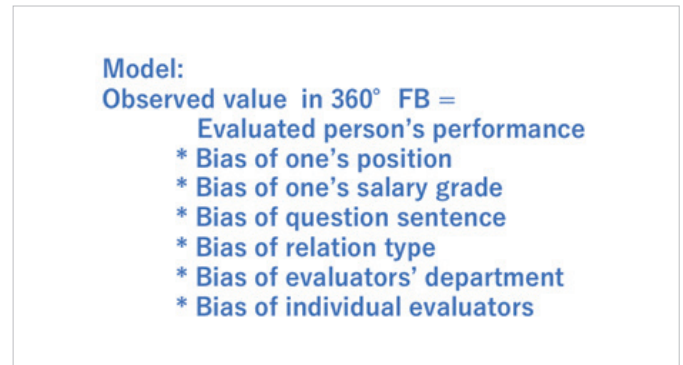 Model:
Observed value in 360° FB =
Evaluated person's performance
* Bias of one's position
* Bias of one's salary grade
* Bias of question sentence
* Bias of relation type
* Bias of evaluators' department
* Bias of individual evaluators